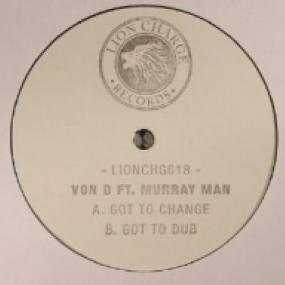 LION CHARGE
· RECORDS ·
- LIONCHG018 -
VON D FT. MURRAY MAN
A. GOT TO CHANGE
B. GOT TO DUB